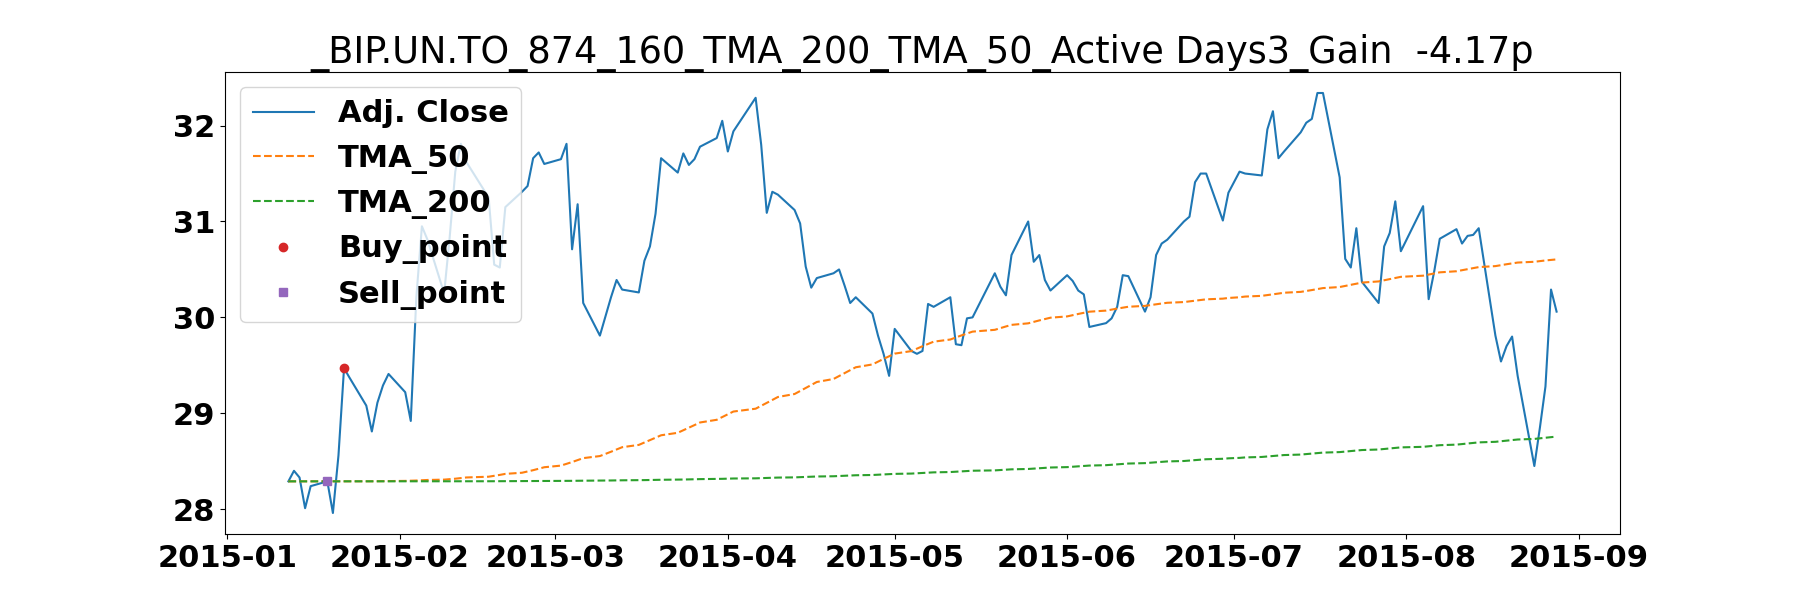 _BIP.UN.TO_874_160_TMA_200_TMA_50_Active Days3_Gain  -4.17p
Adj. Close
TMA_50
TMA_200
Buy_point
Sell_point
32
31
30
29
28
2015-01 2015-02 2015-03 2015-04 2015-05 2015-06 2015-07 2015-08 2015-09